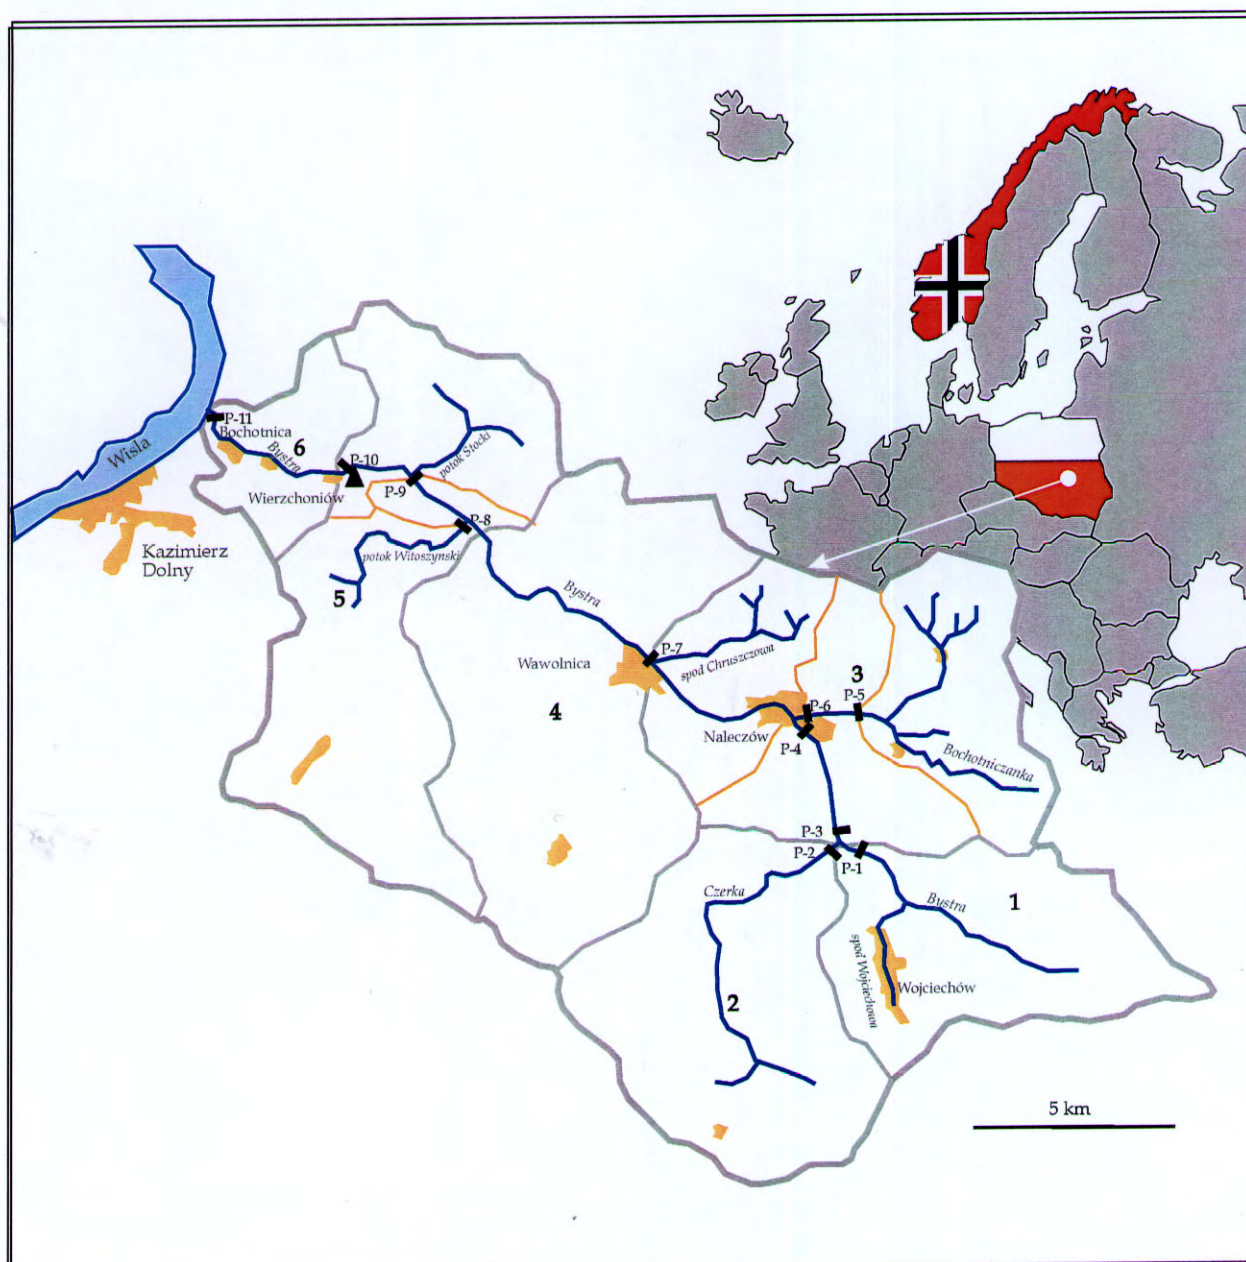 P-11
Bochotnica
Bystra
6
Wisla
P-10
potok Stocki
P-9
Wierzchoniów
P-8
Kazimierz
Dolny
potok Witoszynski
5
Bystra
P-7
Wawolnica
spod Chruszczowa
3
4
P-5
P-6
Naleczów
P-4
Bochotniczanka
P-3
P-2
P-1
Czerka
Bystra
1
spod Wojciechowa
Wojciechów
2
5 km